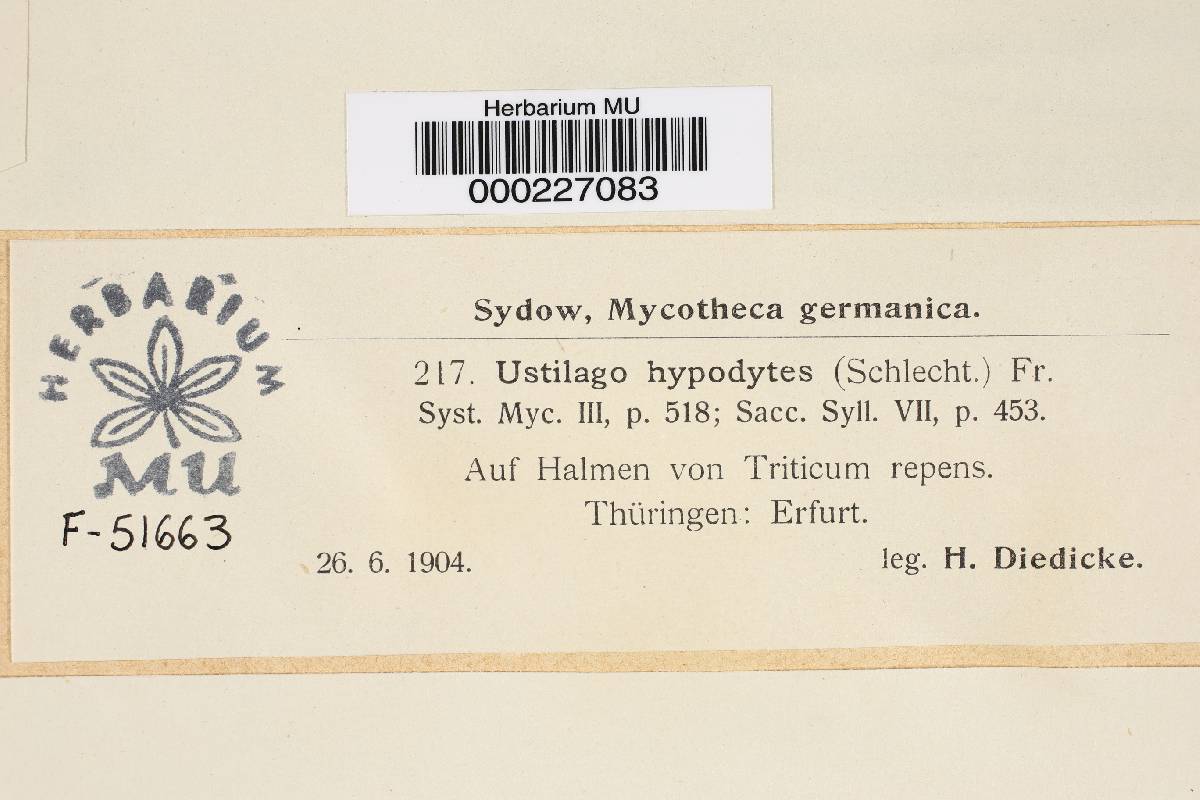 Herbarium MU
000227083
HERBARIUM
MU
F-51663
Sydow, Mycotheca germanica.
217. Ustilago hypodytes (Schlecht.) Fr.
Syst. Myc. III, p. 518; Sacc. Syll. VII, p. 453.
Auf Halmen von Triticum repens.
Thüringen: Erfurt.
26. 6. 1904. leg. H. Diedicke.